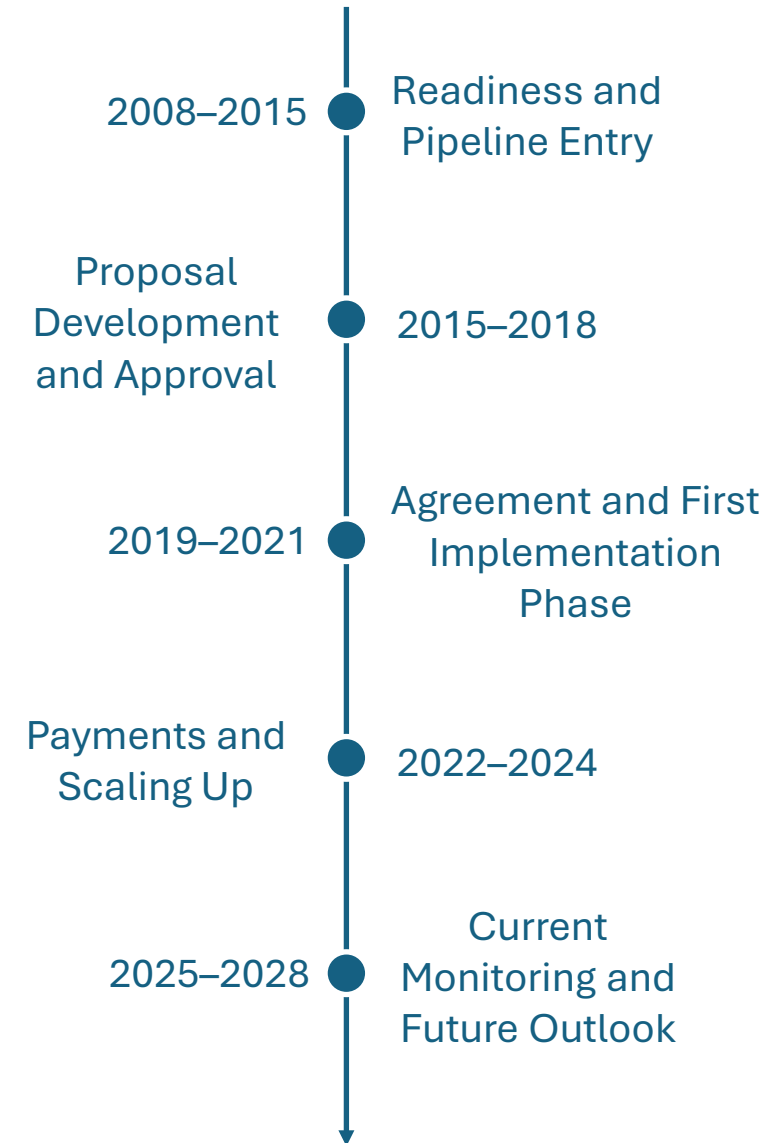 2008–2015
Readiness and
Pipeline Entry
Proposal
Development
and Approval
2015–2018
2019–2021
Agreement and First
Implementation
Phase
Payments and
Scaling Up
2022–2024
2025–2028
Current
Monitoring and
Future Outlook